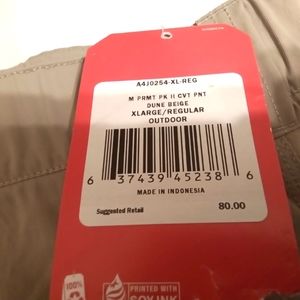 A4J0254-XL-REG
M PRMT PK II CVT PNT
DUNE BEIGE
XLARGE/REGULAR
OUTDOOR
6 37439 45238 6
MADE IN INDONESIA
Suggested Retail 80.00
100%
PRINTED WITH
SOY INK